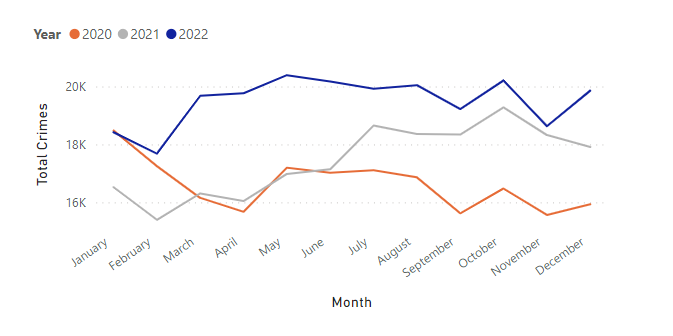 Year 2020 2021 2022
20K
18K
16K
Total Crimes
January February March April May June July August September October November December
Month